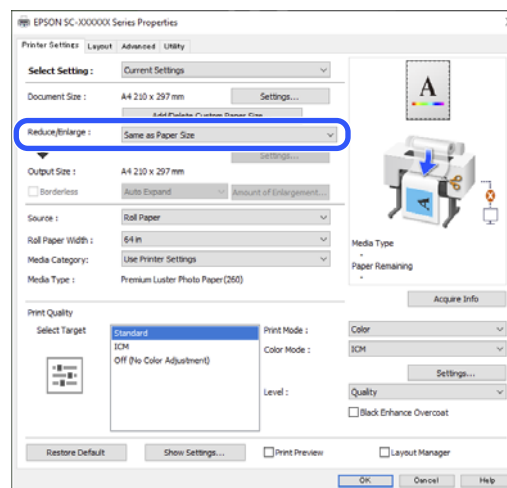 EPSON SC-XXXXXX Series Properties
Printer Settings Layout Advanced Utility
Select Setting : Current Settings
Document Size : A4 210 x 297 mm Settings...
Add/Delete Custom Paper Size...
Reduce/Enlarge : Same as Paper Size
Settings...
Output Size : A4 210 x 297 mm
Borderless Auto Expand Amount of Enlargement...
Source : Roll Paper
Roll Paper Width : 64 in
Media Category: Use Printer Settings
Media Type : Premium Luster Photo Paper(260)
A
Media Type
-
Paper Remaining
-
Acquire Info
Print Quality
Select Target
Standard
ICM
Off (No Color Adjustment)
Print Mode : Color
Color Mode : ICM
Settings...
Level : Quality
Black Enhance Overcoat
Restore Default Show Settings... Print Preview Layout Manager
OK Cancel Help